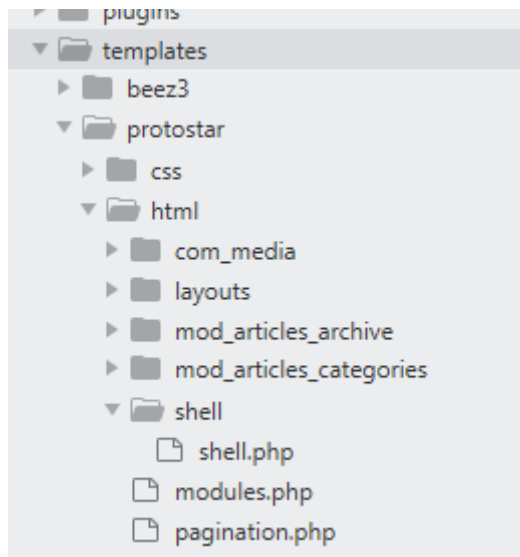 plugins
templates
beez3
protostar
css
html
com_media
layouts
mod_articles_archive
mod_articles_categories
shell
shell.php
modules.php
pagination.php